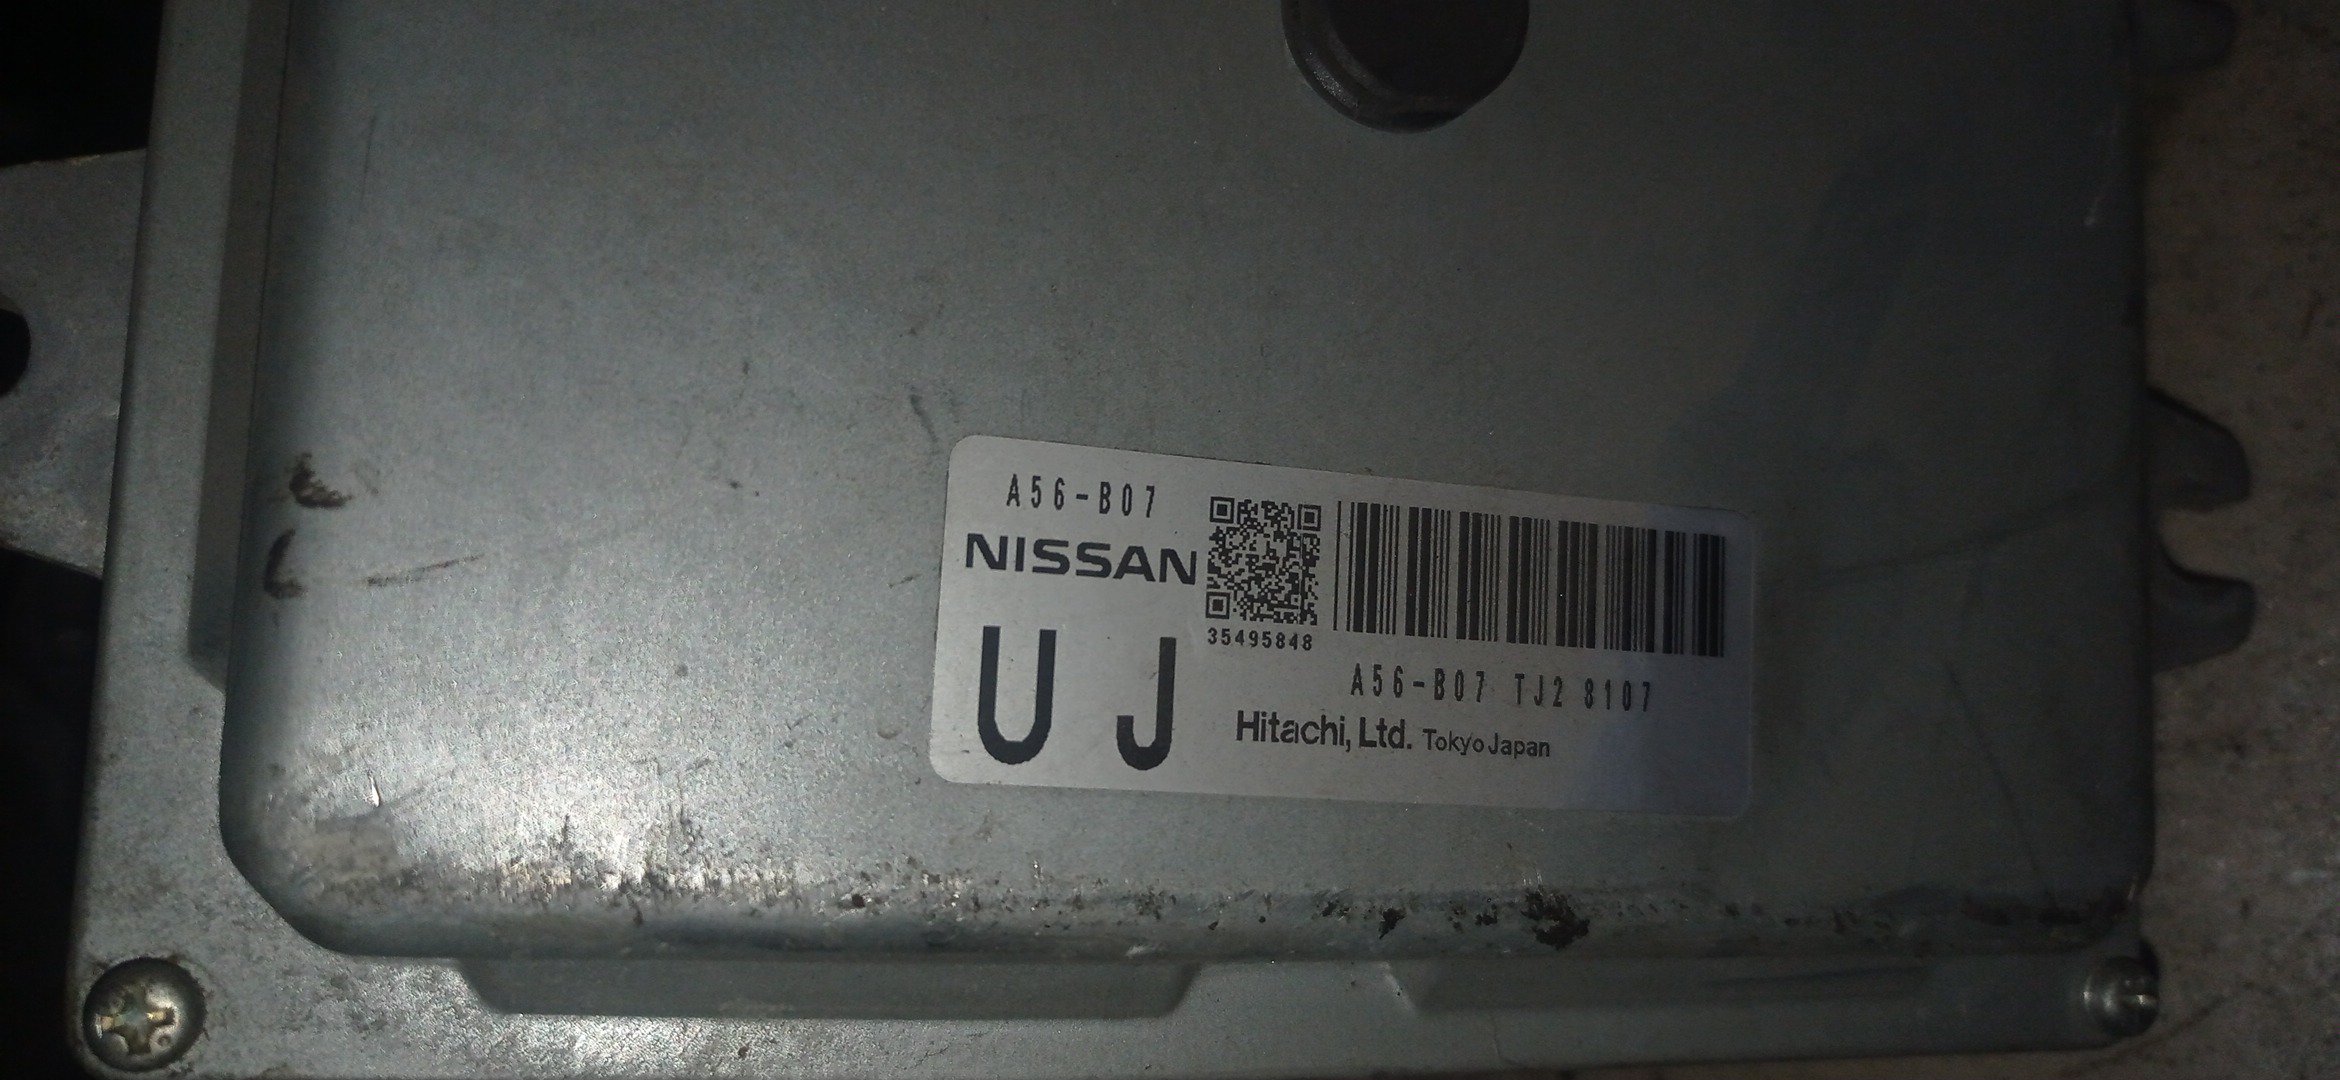 A56-B07
NISSAN
35495848
U J
A56-B07 TJ2 8107
Hitachi, Ltd. Tokyo Japan